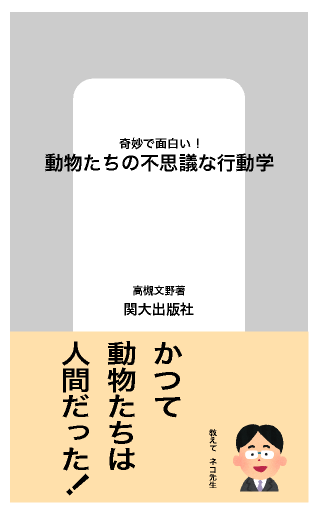 奇妙で面白い！
動物たちの不思議な行動学
高槻文野著
関大出版社
かつて
動物たちは
人間だった！
教えて ネコ先生